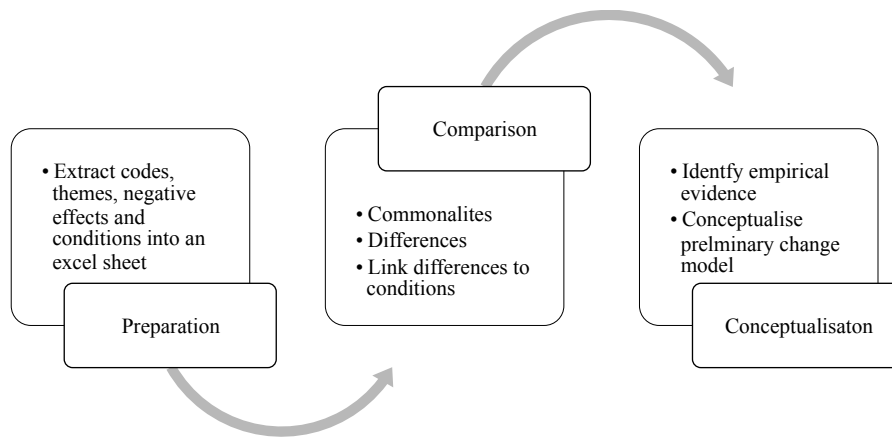 • Extract codes,
themes, negative
effects and
conditions into an
excel sheet
Preparation
Comparison
• Commonalites
• Differences
• Link differences to
conditions
• Identfy empirical
evidence
• Conceptualise
prelminary change
model
Conceptualisaton